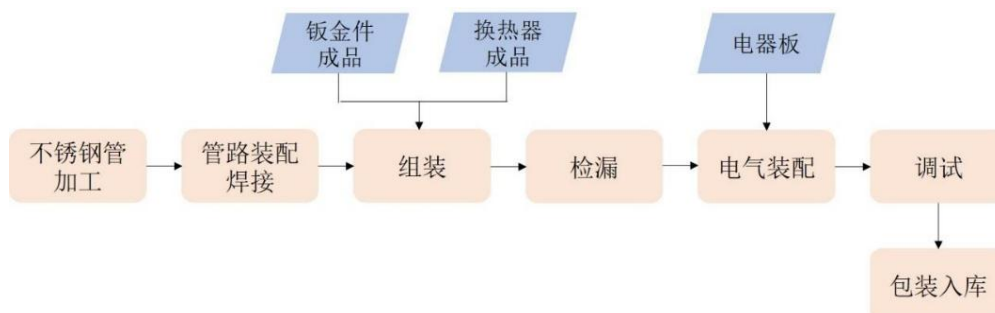 钣金件
成品
换热器
成品
电器板
不锈钢管
加工
管路装配
焊接
组装
检漏
电气装配
调试
包装入库